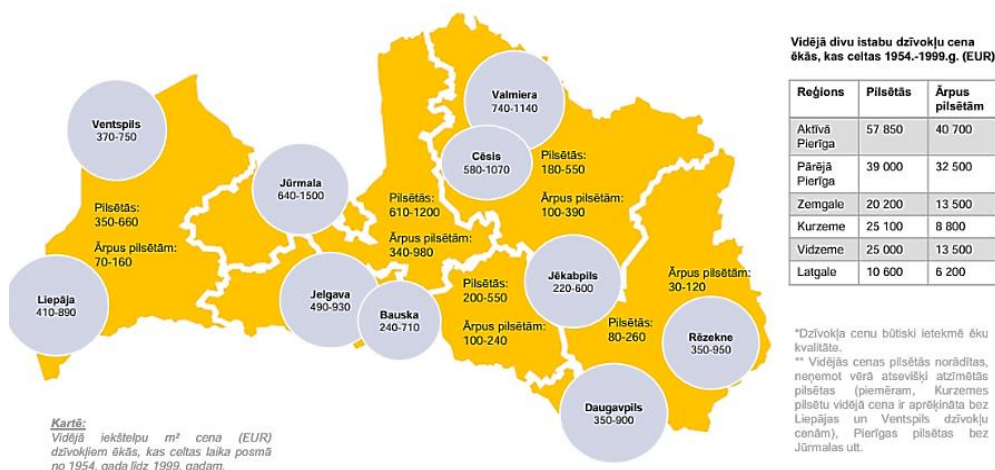 Ventspils
370-750
Pilsētās:
350-660
Ārpus pilsētām:
70-160
Liepāja
410-890
Jūrmala
640-1500
Jelgava
490-930
Bauska
240-710
Pilsētās:
610-1200
Ārpus pilsētām:
340-980
Valmiera
740-1140
Cēsis
580-1070
Pilsētās:
180-550
Ārpus pilsētām:
100-390
Pilsētās:
200-550
Ārpus pilsētām:
100-240
Jēkabpils
220-600
Ārpus pilsētām:
30-120
Pilsētās:
80-260
Rēzekne
350-950
Daugavpils
350-900
Kartē:
Vidējā iekštelpu m² cena (EUR)
dzīvokļiem ēkās, kas celtas laika posmā
no 1954. gada līdz 1999. gadam.
Vidējā divu istabu dzīvokļu cena
ēkās, kas celtas 1954.-1999.g. (EUR)
Reģions Pilsētās Ārpus
pilsētām
Aktīvā
Pierīga 57 850 40 700
Pārējā
Pierīga 39 000 32 500
Zemgale 20 200 13 500
Kurzeme 25 100 8 800
Vidzeme 25 000 13 500
Latgale 10 600 6 200
*Dzīvokļa cenu būtiski ietekmē ēku
kvalitāte.
** Vidējās cenas pilsētās norādītas,
neņemot vērā atsevišķi atzīmētās
pilsētas (piemēram, Kurzemes
pilsētu vidējā cena ir aprēķināta bez
Liepājas un Ventspils dzīvokļu
cenām), Pierīgas pilsētas bez
Jūrmalas utt.